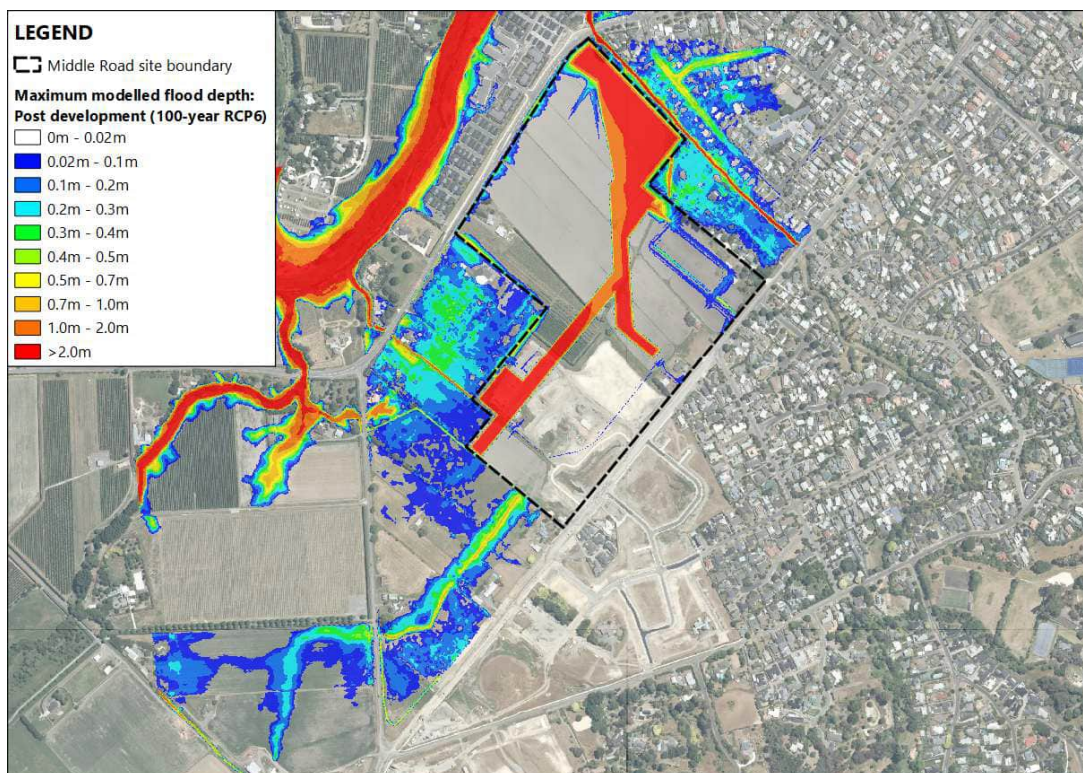 LEGEND
Middle Road site boundary
Maximum modelled flood depth:
Post development (100-year RCP6)
0m - 0.02m
0.02m - 0.1m
0.1m - 0.2m
0.2m - 0.3m
0.3m - 0.4m
0.4m - 0.5m
0.5m - 0.7m
0.7m - 1.0m
1.0m - 2.0m
>2.0m